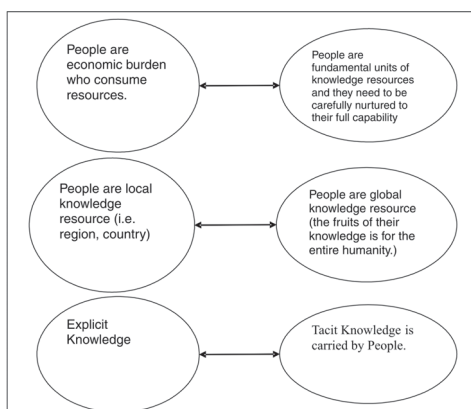 People are
economic burden
who consume
resources.
People are
fundamental units of
knowledge resources
and they need to be
carefully nurtured to
their full capability
People are local
knowledge
resource (i.e.
region, country)
People are global
knowledge resource
(the fruits of their
knowledge is for the
entire humanity.)
Explicit
Knowledge
Tacit Knowledge is
carried by People.